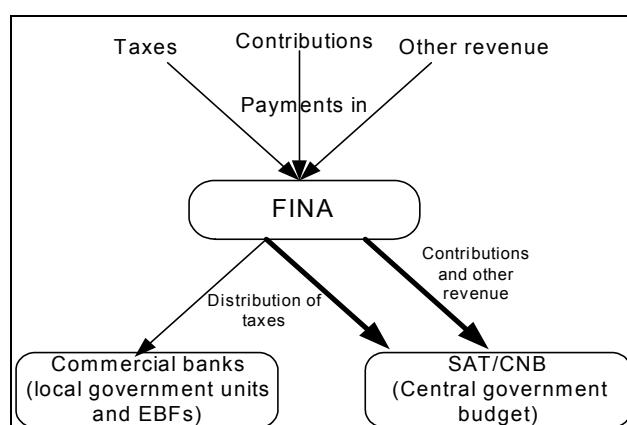 Taxes
Contributions
Other revenue
Payments in
FINA
Contributions
and other
revenue
Distribution of
taxes
Commercial banks
(local government units
and EBFs)
SAT/CNB
(Central government
budget)